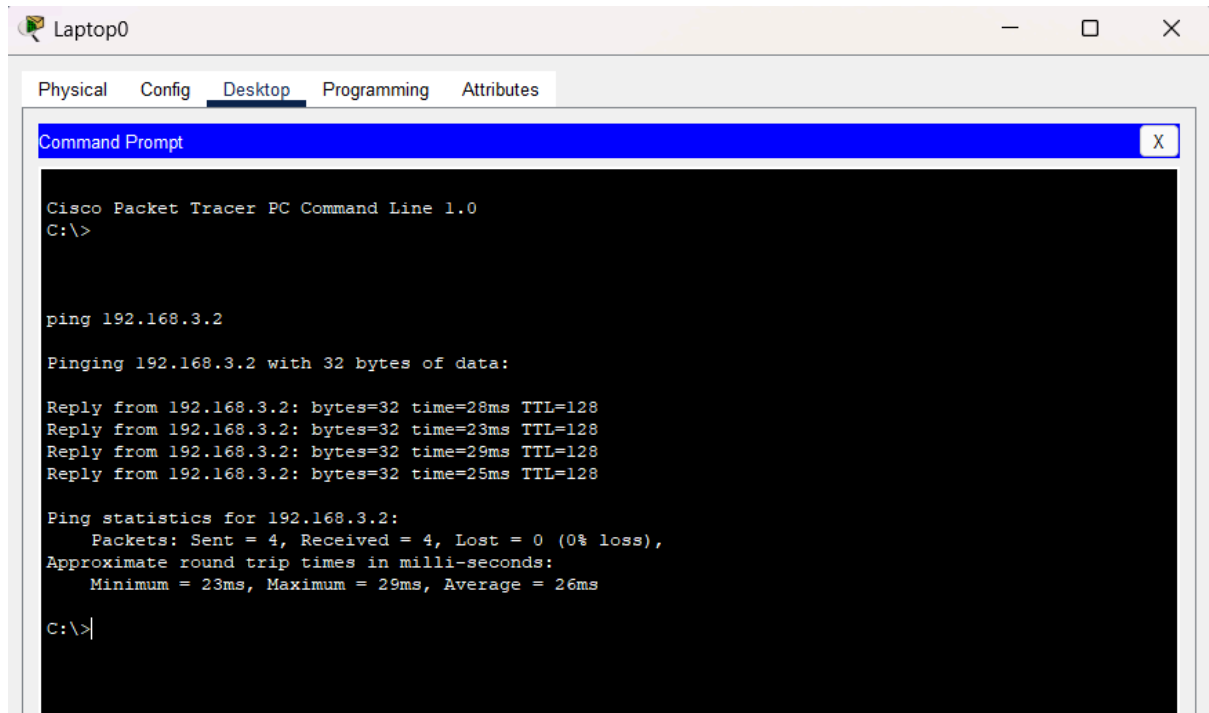 Laptop0
Physical Config Desktop Programming Attributes
Command Prompt
X
Cisco Packet Tracer PC Command Line 1.0
C:\>
ping 192.168.3.2
Pinging 192.168.3.2 with 32 bytes of data:
Reply from 192.168.3.2: bytes=32 time=28ms TTL=128
Reply from 192.168.3.2: bytes=32 time=23ms TTL=128
Reply from 192.168.3.2: bytes=32 time=29ms TTL=128
Reply from 192.168.3.2: bytes=32 time=25ms TTL=128
Ping statistics for 192.168.3.2:
Packets: Sent = 4, Received = 4, Lost = 0 (0% loss),
Approximate round trip times in milli-seconds:
Minimum = 23ms, Maximum = 29ms, Average = 26ms
C:\>